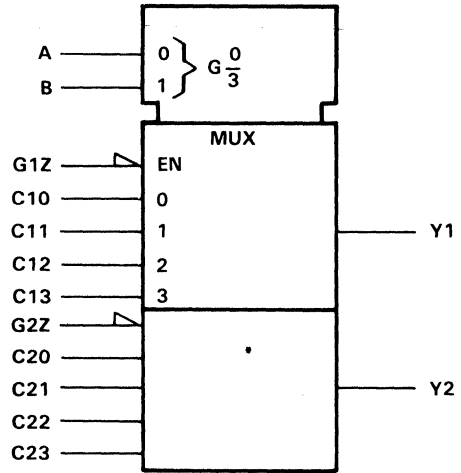 A 0
B 1
G 0/3
MUX
G1Z EN
C10 0
C11 1 Y1
C12 2
C13 3
G2Z
C20
C21 Y2
C22
C23